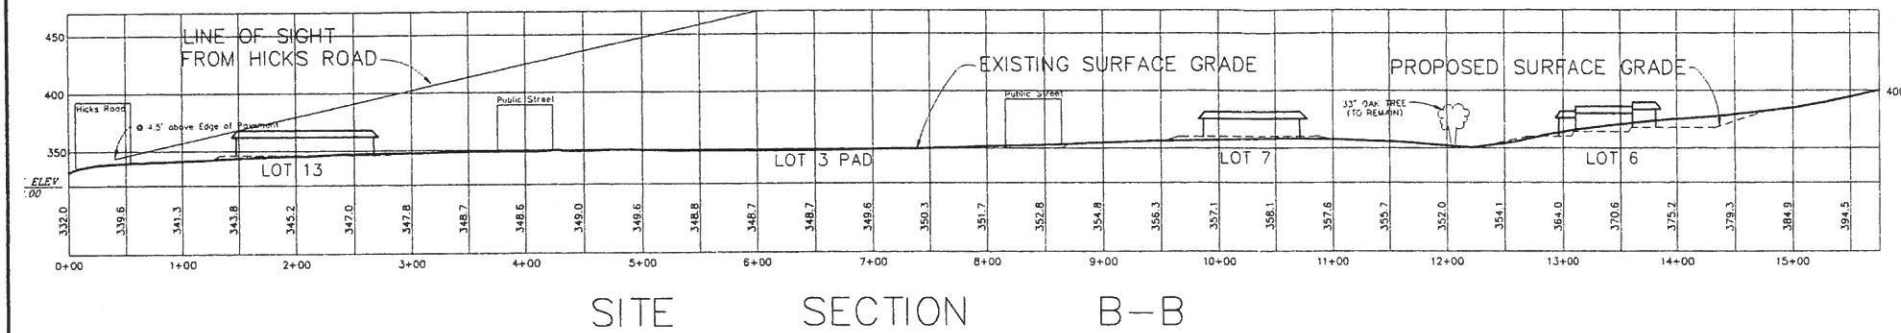 450
400
350
ELEV
:00
LINE OF SIGHT
FROM HICKS ROAD
Hicks Road
@ 4.5' above Edge of Pavement
LOT 13
Public Street
EXISTING SURFACE GRADE
LOT 3 PAD
Public Street
LOT 7
PROPOSED SURFACE GRADE
33" OAK TREE
(TO REMAIN)
LOT 6
400
332.0 339.6 341.3 343.8 345.2 347.0 347.8 348.7 348.6 349.0 349.6 348.8 348.7 348.7 349.6 350.3 351.7 352.8 354.8 356.3 357.1 358.1 357.6 355.7 352.0 354.1 364.0 370.6 375.2 379.3 384.9 394.5
0+00 1+00 2+00 3+00 4+00 5+00 6+00 7+00 8+00 9+00 10+00 11+00 12+00 13+00 14+00 15+00
SITE SECTION B-B